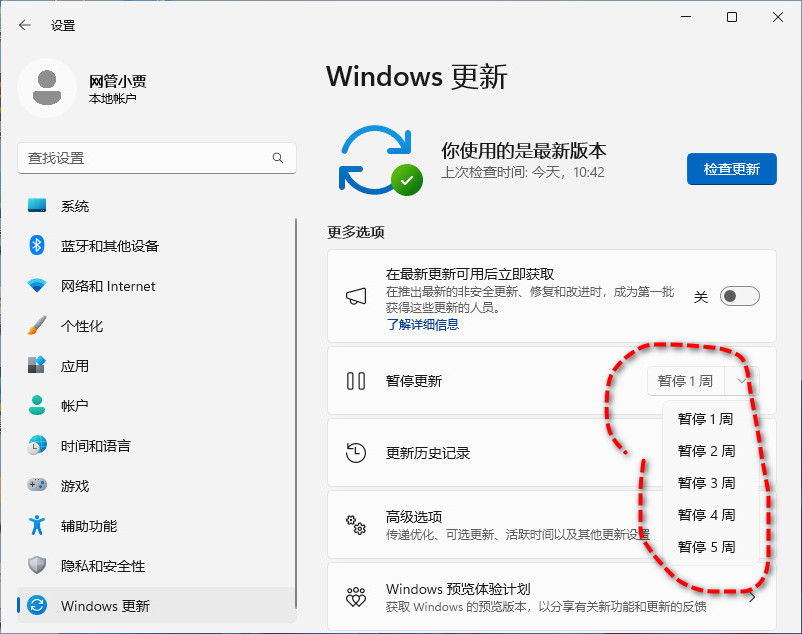 设置
网管小贾
本地帐户
查找设置
系统
蓝牙和其他设备
网络和 Internet
个性化
应用
帐户
时间和语言
游戏
辅助功能
隐私和安全性
Windows 更新
Windows 更新
你使用的是最新版本
上次检查时间: 今天，10:42
检查更新
更多选项
在最新更新可用后立即获取
在推出最新的非安全更新、修复和改进时，成为第一批
获得这些更新的人员。
了解详细信息
关
暂停更新
暂停 1 周
暂停 1 周
暂停 2 周
暂停 3 周
暂停 4 周
暂停 5 周
更新历史记录
高级选项
传递优化、可选更新、活跃时间以及其他更新设置
Windows 预览体验计划
获取 Windows 的预览版本，以分享有关新功能和更新的反馈